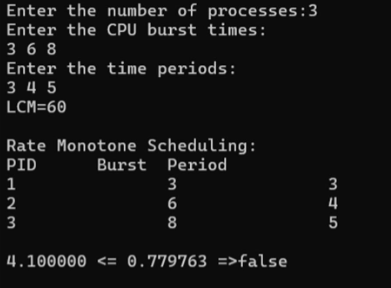 Enter the number of processes:3
Enter the CPU burst times:
3 6 8
Enter the time periods:
3 4 5
LCM=60

Rate Monotone Scheduling:
PID Burst Period
1 3 3
2 6 4
3 8 5

4.100000 <= 0.779763 =>false